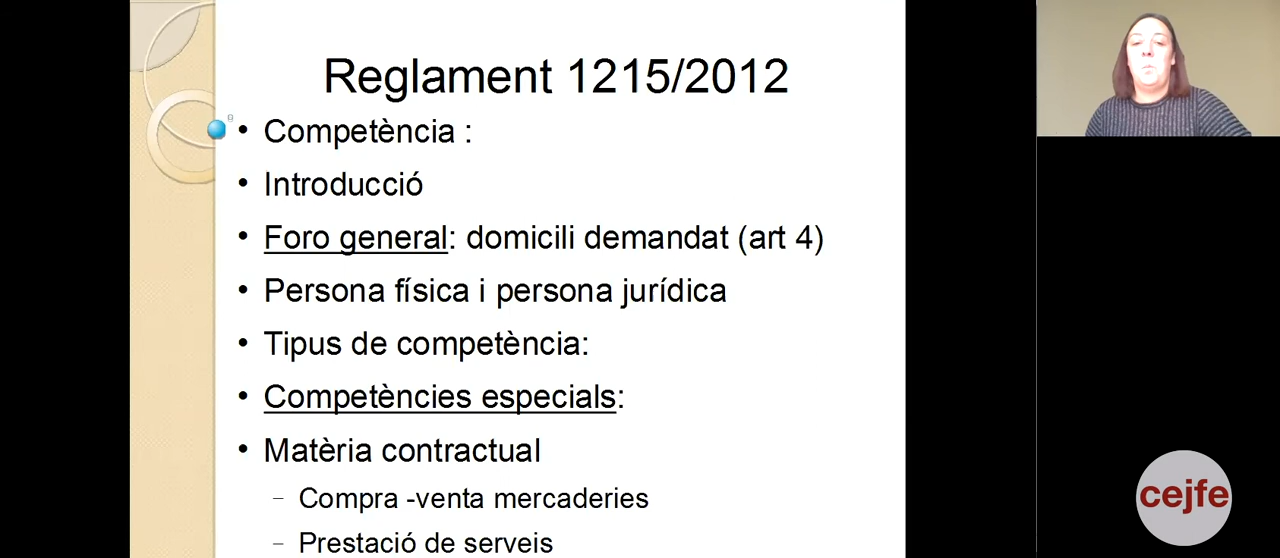 Reglament 1215/2012
• Competència :
• Introducció
• Foro general: domicili demandat (art 4)
• Persona física i persona jurídica
• Tipus de competència:
• Competències especials:
• Matèria contractual
– Compra -venta mercaderies
– Prestació de serveis
cejfe